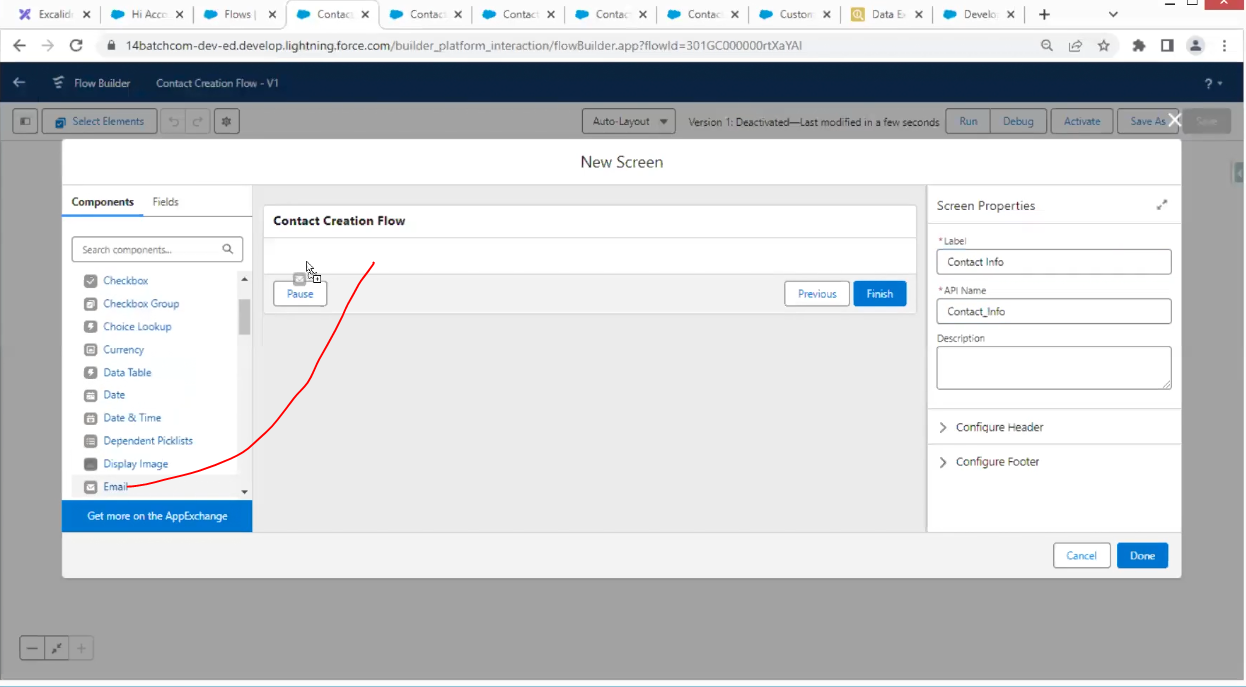 Excalid
Hi Acco
Flows |
Contac
Contact
Contact
Contac
Contac
Custom
Data E
Develo
14batchcom-dev-ed.develop.lightning.force.com/builder_platform_interaction/flowBuilder.app?flowId=301GC000000rtXaYAI
Flow Builder Contact Creation Flow - V1
?
Select Elements
Auto-Layout
Version 1: Deactivated—Last modified in a few seconds
Run
Debug
Activate
Save As
Save
New Screen
Components Fields
Search components...
Checkbox
Checkbox Group
Choice Lookup
Currency
Data Table
Date
Date & Time
Dependent Picklists
Display Image
Email
Get more on the AppExchange
Contact Creation Flow
Pause
Previous
Finish
Screen Properties
*Label
Contact Info
*API Name
Contact_Info
Description
Configure Header
Configure Footer
Cancel
Done